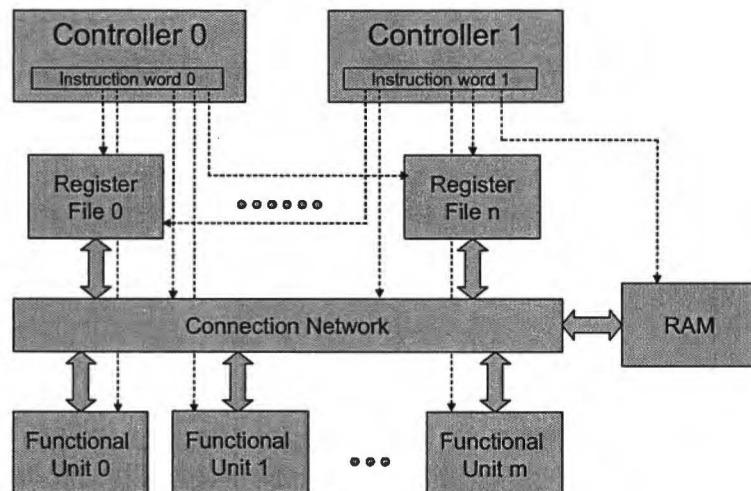 Controller 0
Instruction word 0
Controller 1
Instruction word 1
Register
File 0
Register
File n
Connection Network
RAM
Functional
Unit 0
Functional
Unit 1
Functional
Unit m